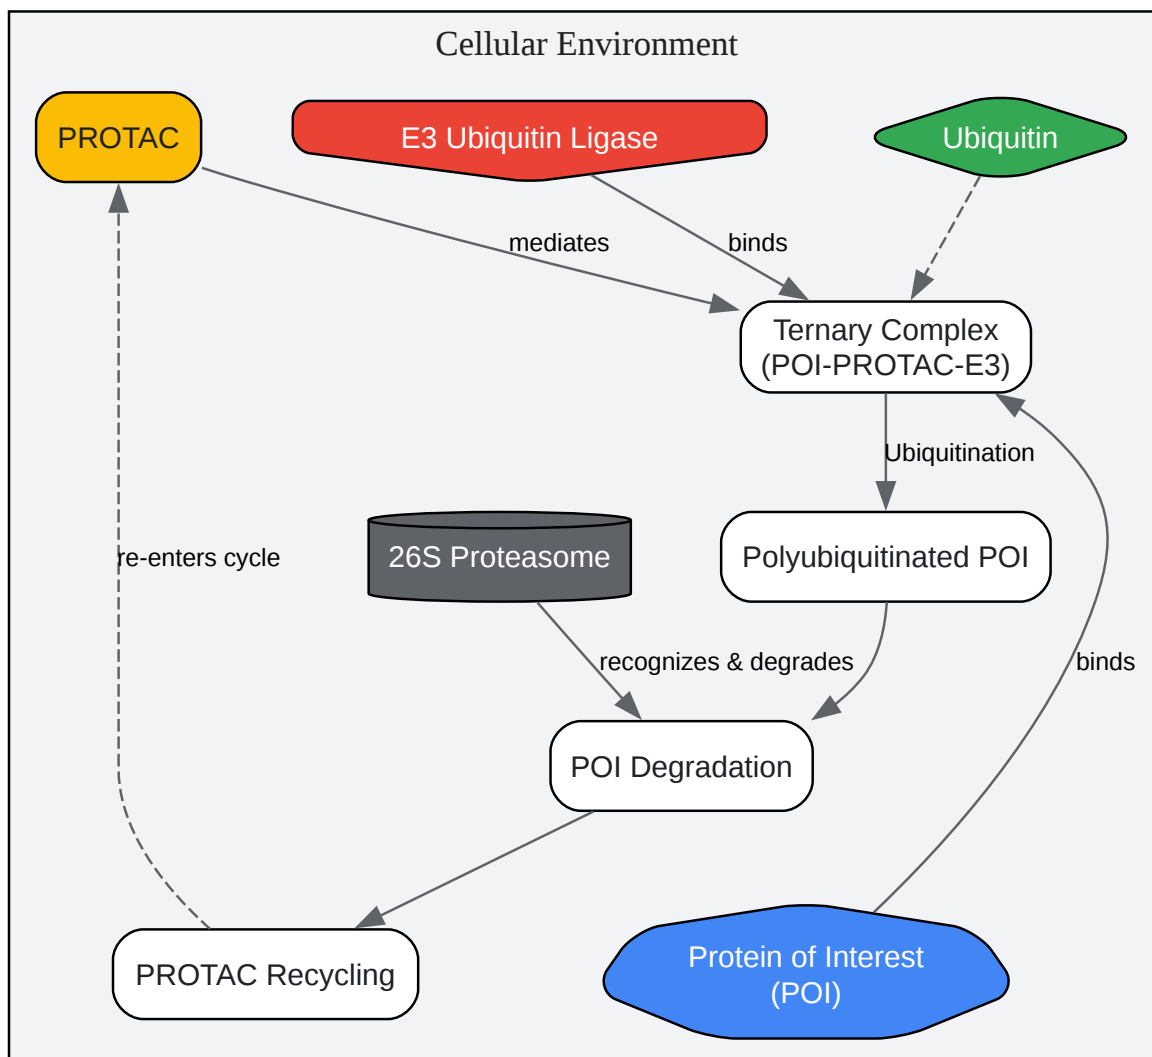 Cellular Environment
PROTAC
E3 Ubiquitin Ligase
Ubiquitin
mediates
binds
Ternary Complex
(POI-PROTAC-E3)
Ubiquitination
26S Proteasome
Polyubiquitinated POI
re-enters cycle
recognizes & degrades
binds
POI Degradation
PROTAC Recycling
Protein of Interest
(POI)